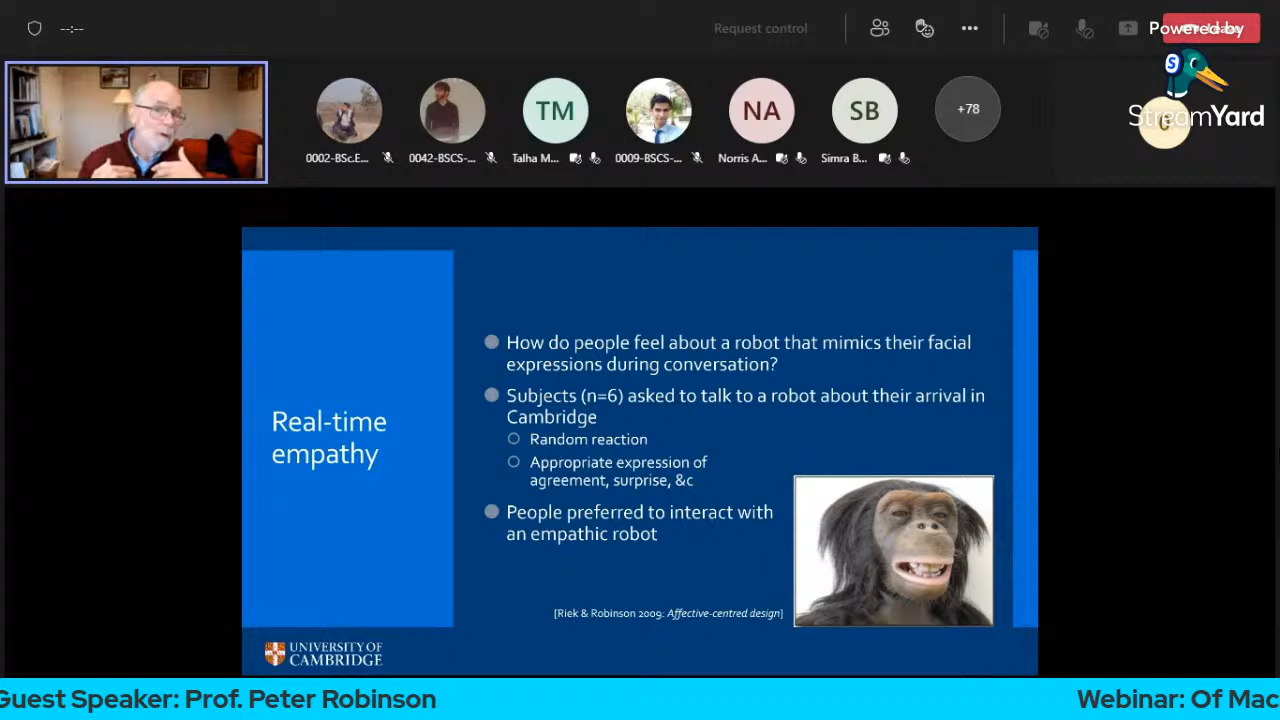 --:--
Request control
Powered by
StreamYard
TM
NA
SB
+78
0002-BSc.E...
0042-BSCS-...
Talha M...
0009-BSCS-...
Norris A...
Simra B...
Real-time
empathy
How do people feel about a robot that mimics their facial
expressions during conversation?
Subjects (n=6) asked to talk to a robot about their arrival in
Cambridge
Random reaction
Appropriate expression of
agreement, surprise, &c
People preferred to interact with
an empathic robot
[Riek & Robinson 2009: Affective-centred design]
UNIVERSITY OF
CAMBRIDGE
Guest Speaker: Prof. Peter Robinson
Webinar: Of Mac